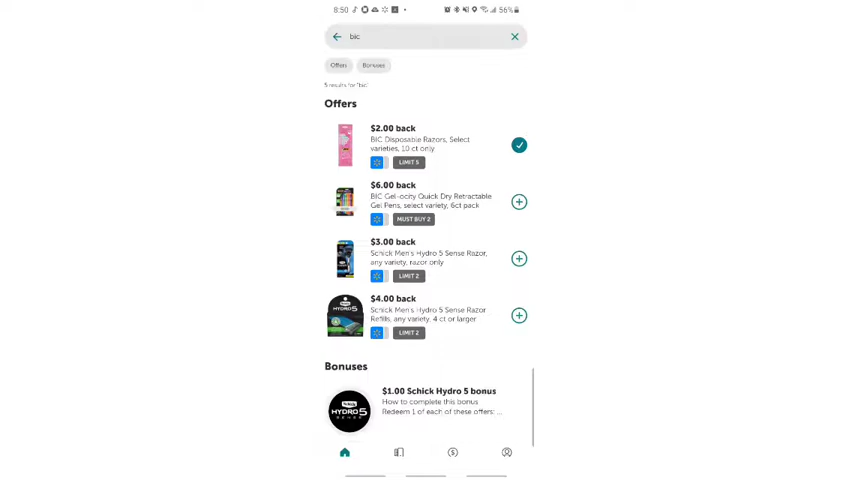 8:50
56%
bic
Offers
Bonuses
5 results for "bic"
Offers
$2.00 back
BIC Disposable Razors, Select
varieties, 10 ct only
LIMIT 5
$6.00 back
BIC Gel-ocity Quick Dry Retractable
Gel Pens, select variety, 6ct pack
MUST BUY 2
$3.00 back
Schick Men's Hydro 5 Sense Razor,
any variety, razor only
LIMIT 2
$4.00 back
Schick Men's Hydro 5 Sense Razor
Refills, any variety, 4 ct or larger
LIMIT 2
Bonuses
$1.00 Schick Hydro 5 bonus
How to complete this bonus
Redeem 1 of each of these offers: ...
Schick
HYDRO 5
SENSE